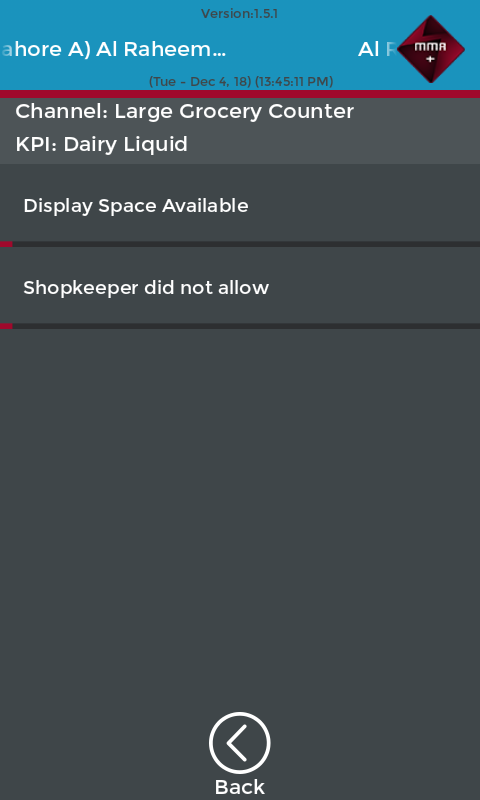 Version:1.5.1
ahore A) Al Raheem... Al
MMA
+
(Tue - Dec 4, 18) (13:45:11 PM)
Channel: Large Grocery Counter
KPI: Dairy Liquid
Display Space Available
Shopkeeper did not allow
Back